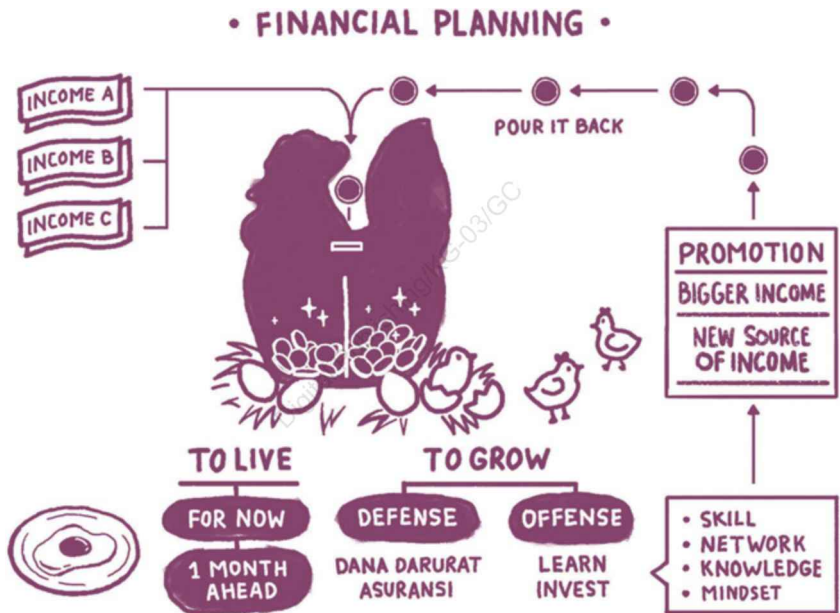 • FINANCIAL PLANNING •
INCOME A
INCOME B
INCOME C
POUR IT BACK
PROMOTION
BIGGER INCOME
NEW SOURCE
OF INCOME
TO LIVE
FOR NOW
1 MONTH
AHEAD
TO GROW
DEFENSE
DANA DARURAT
ASURANSI
OFFENSE
LEARN
INVEST
• SKILL
• NETWORK
• KNOWLEDGE
• MINDSET